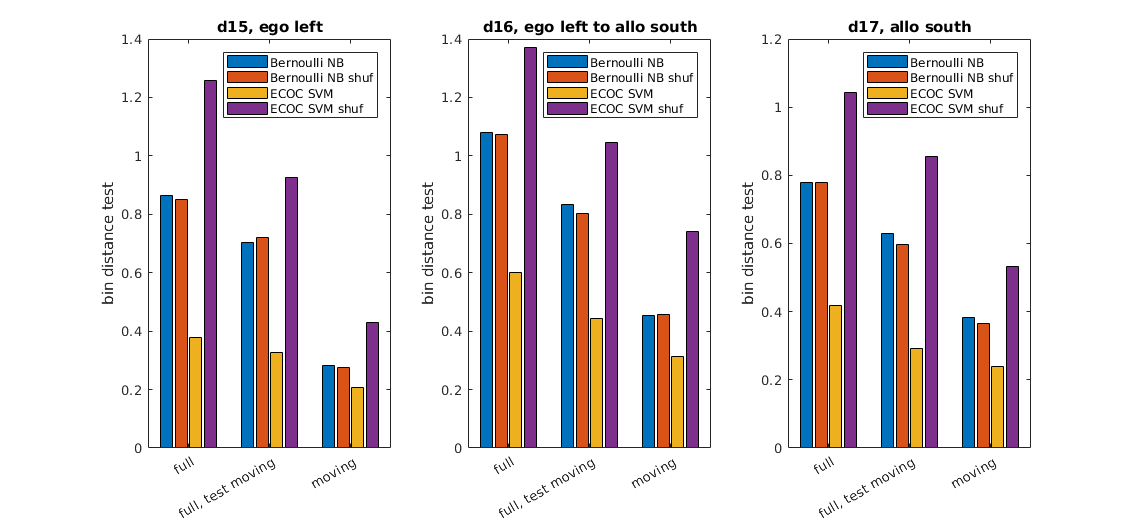 d15, ego left
1.4
1.2
1
0.8
0.6
0.4
0.2
0
bin distance test
Bernoulli NB
Bernoulli NB shuf
ECOC SVM
ECOC SVM shuf
full
full, test moving
moving
d16, ego left to allo south
1.4
1.2
1
0.8
0.6
0.4
0.2
0
bin distance test
Bernoulli NB
Bernoulli NB shuf
ECOC SVM
ECOC SVM shuf
full
full, test moving
moving
d17, allo south
1.2
1
0.8
0.6
0.4
0.2
0
bin distance test
Bernoulli NB
Bernoulli NB shuf
ECOC SVM
ECOC SVM shuf
full
full, test moving
moving